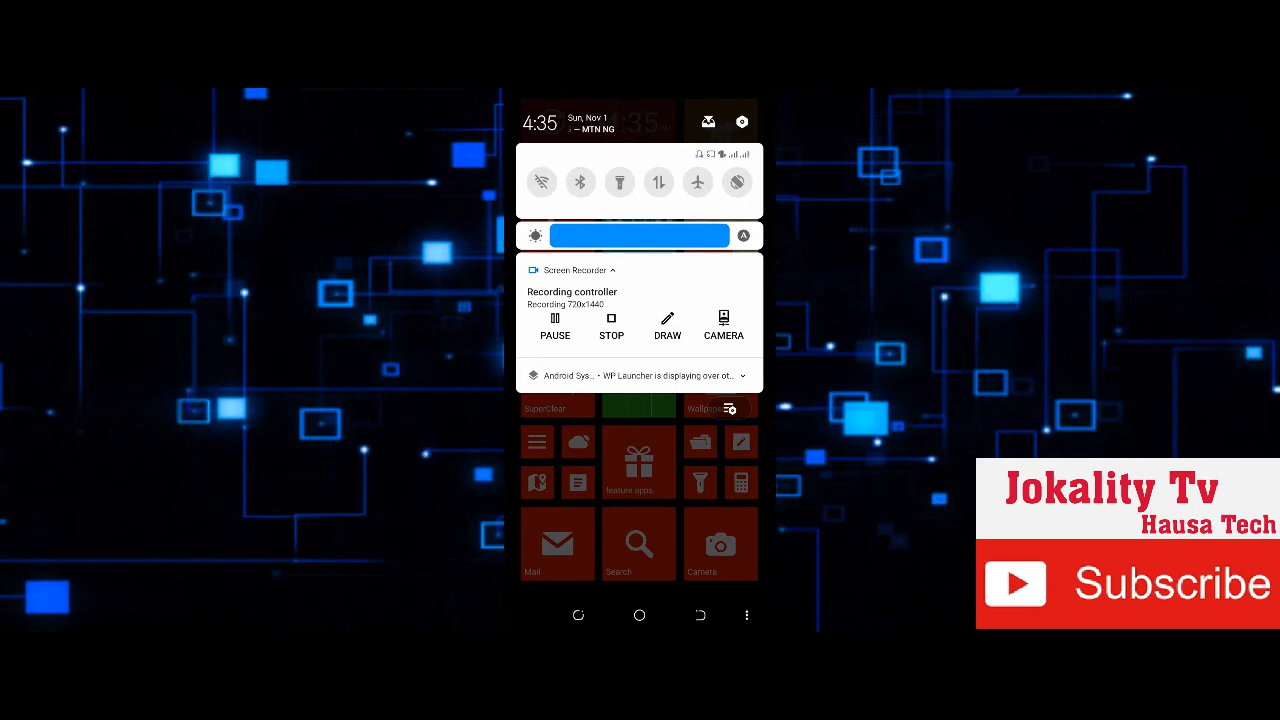 4:35
Sun, Nov 1
:35
MTN NG
A
Screen Recorder
Recording controller
Recording 720x1440
PAUSE STOP DRAW CAMERA
Android Sys... • WP Launcher is displaying over ot...
SuperClear
feature apps
Mail Search Camera
Jokality Tv
Hausa Tech
Subscribe